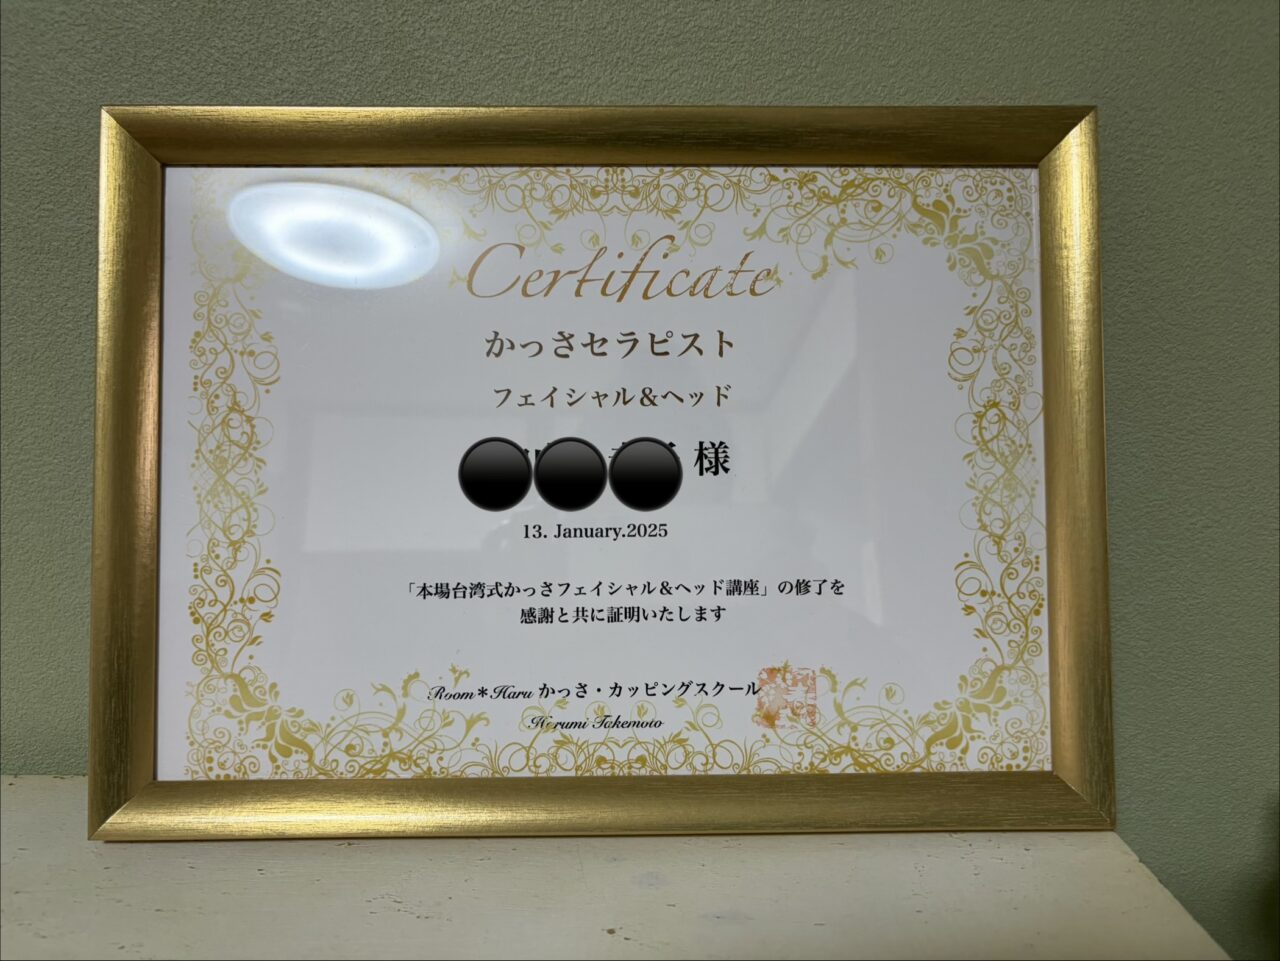 Certificate
かっさセラピスト
フェイシャル＆ヘッド
様
13. January.2025
「本場台湾式かっさフェイシャル＆ヘッド講座」の修了を
感謝と共に証明いたします
Room＊Haru かっさ・カッピングスクール
Harumi Takemoto